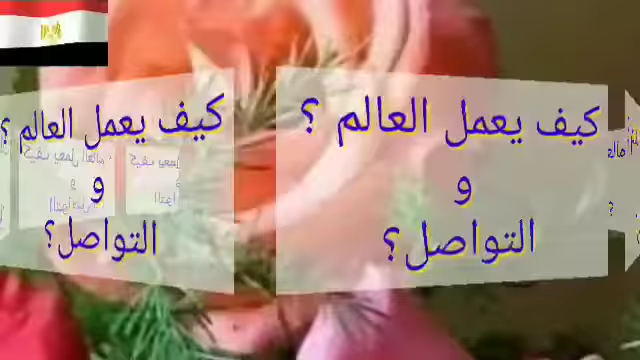 كيف يعمل العالم ؟
و
التواصل؟
كيف يعمل العالم ؟
و
التواصل؟